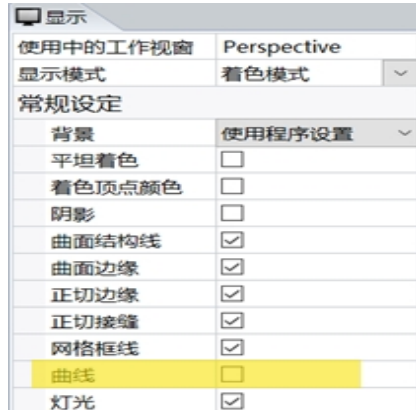 显示
使用中的工作视窗 Perspective
显示模式 着色模式
常规设定
背景 使用程序设置
平坦着色
着色顶点颜色
阴影
曲面结构线
曲面边缘
正切边缘
正切接缝
网格框线
曲线
灯光